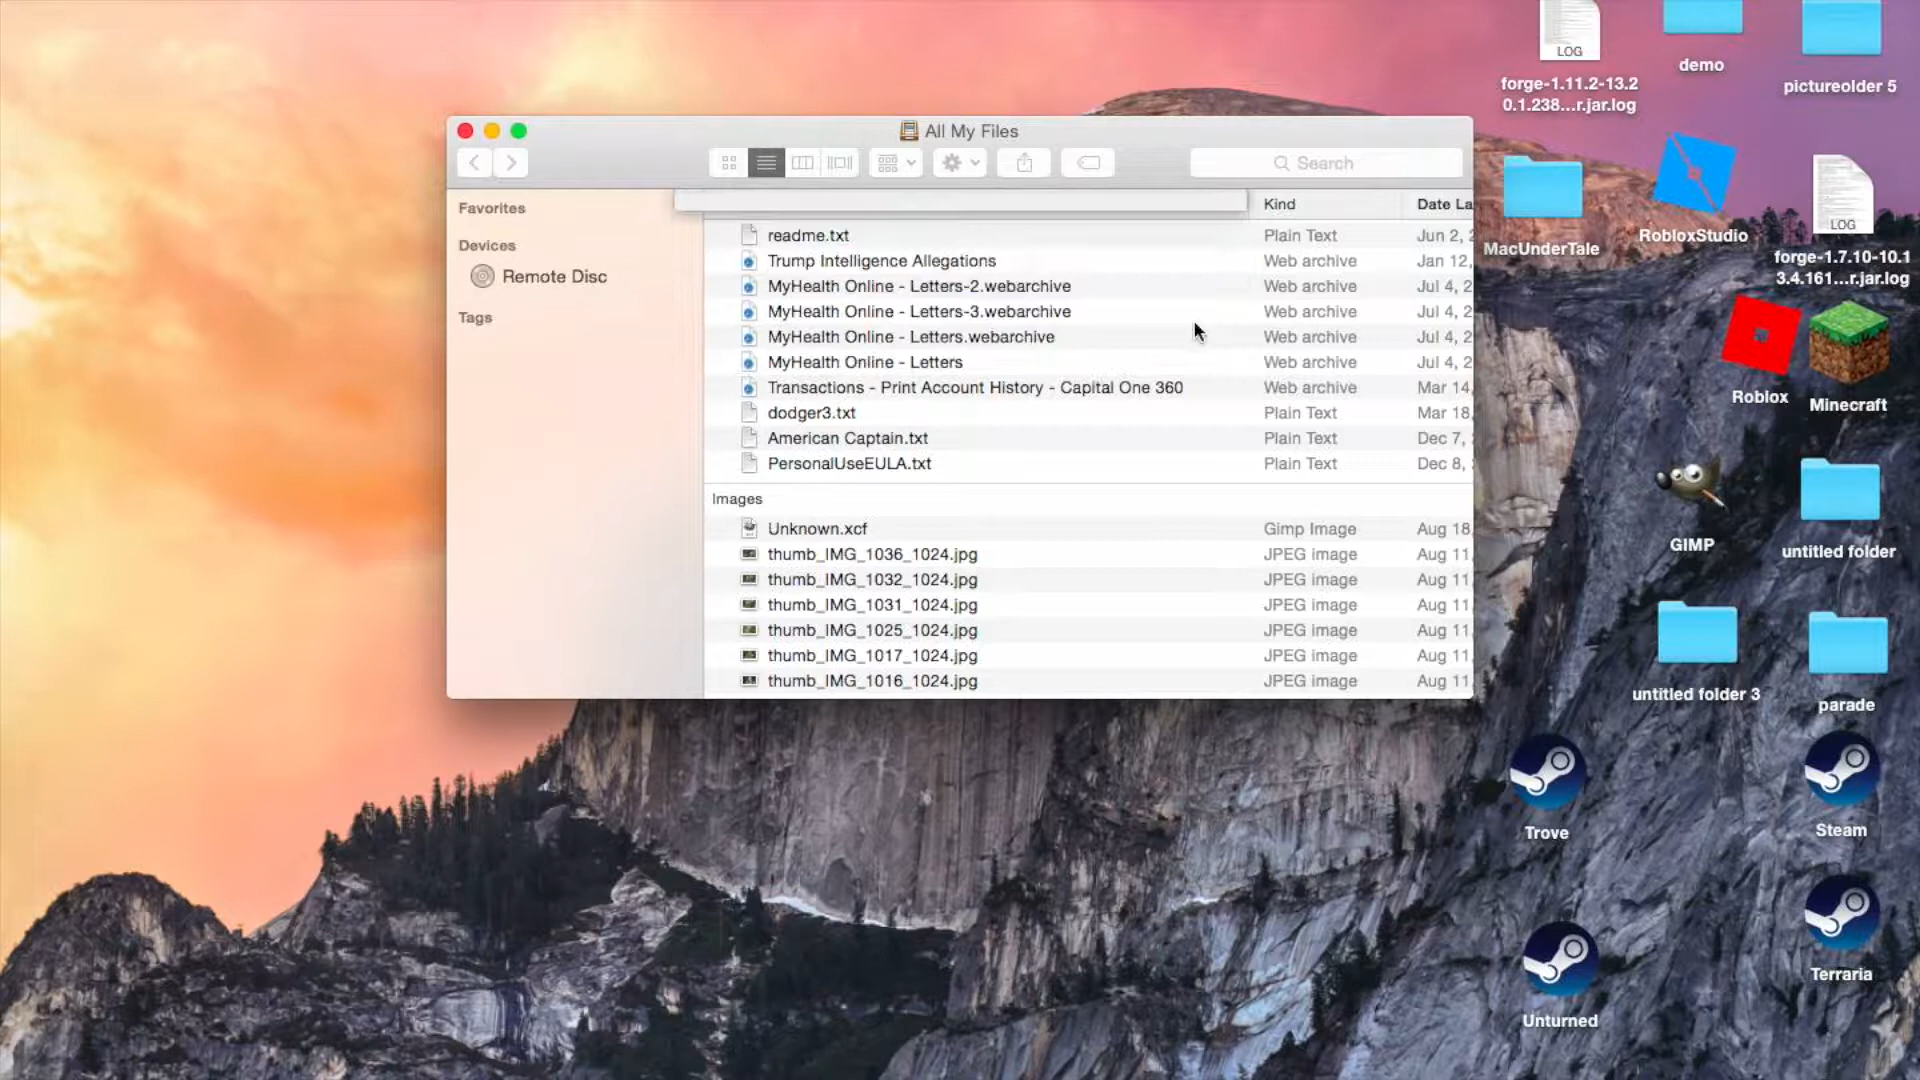 All My Files
Search
Favorites
Devices
Remote Disc
Tags
Kind
Date La
readme.txt
Plain Text
Jun 2, 2
Trump Intelligence Allegations
Web archive
Jan 12,
MyHealth Online - Letters-2.webarchive
Web archive
Jul 4, 2
MyHealth Online - Letters-3.webarchive
Web archive
Jul 4, 2
MyHealth Online - Letters.webarchive
Web archive
Jul 4, 2
MyHealth Online - Letters
Web archive
Jul 4, 2
Transactions - Print Account History - Capital One 360
Web archive
Mar 14,
dodger3.txt
Plain Text
Mar 18,
American Captain.txt
Plain Text
Dec 7,
PersonalUseEULA.txt
Plain Text
Dec 8,
Images
Unknown.xcf
Gimp Image
Aug 18
thumb_IMG_1036_1024.jpg
JPEG image
Aug 11
thumb_IMG_1032_1024.jpg
JPEG image
Aug 11
thumb_IMG_1031_1024.jpg
JPEG image
Aug 11
thumb_IMG_1025_1024.jpg
JPEG image
Aug 11
thumb_IMG_1017_1024.jpg
JPEG image
Aug 11
thumb_IMG_1016_1024.jpg
JPEG image
Aug 11
LOG
forge-1.11.2-13.2
0.1.238...r.jar.log
demo
pictureolder 5
MacUnderTale
RobloxStudio
LOG
forge-1.7.10-10.1
3.4.161...r.jar.log
Roblox
Minecraft
GIMP
untitled folder
untitled folder 3
parade
Trove
Steam
Unturned
Terraria